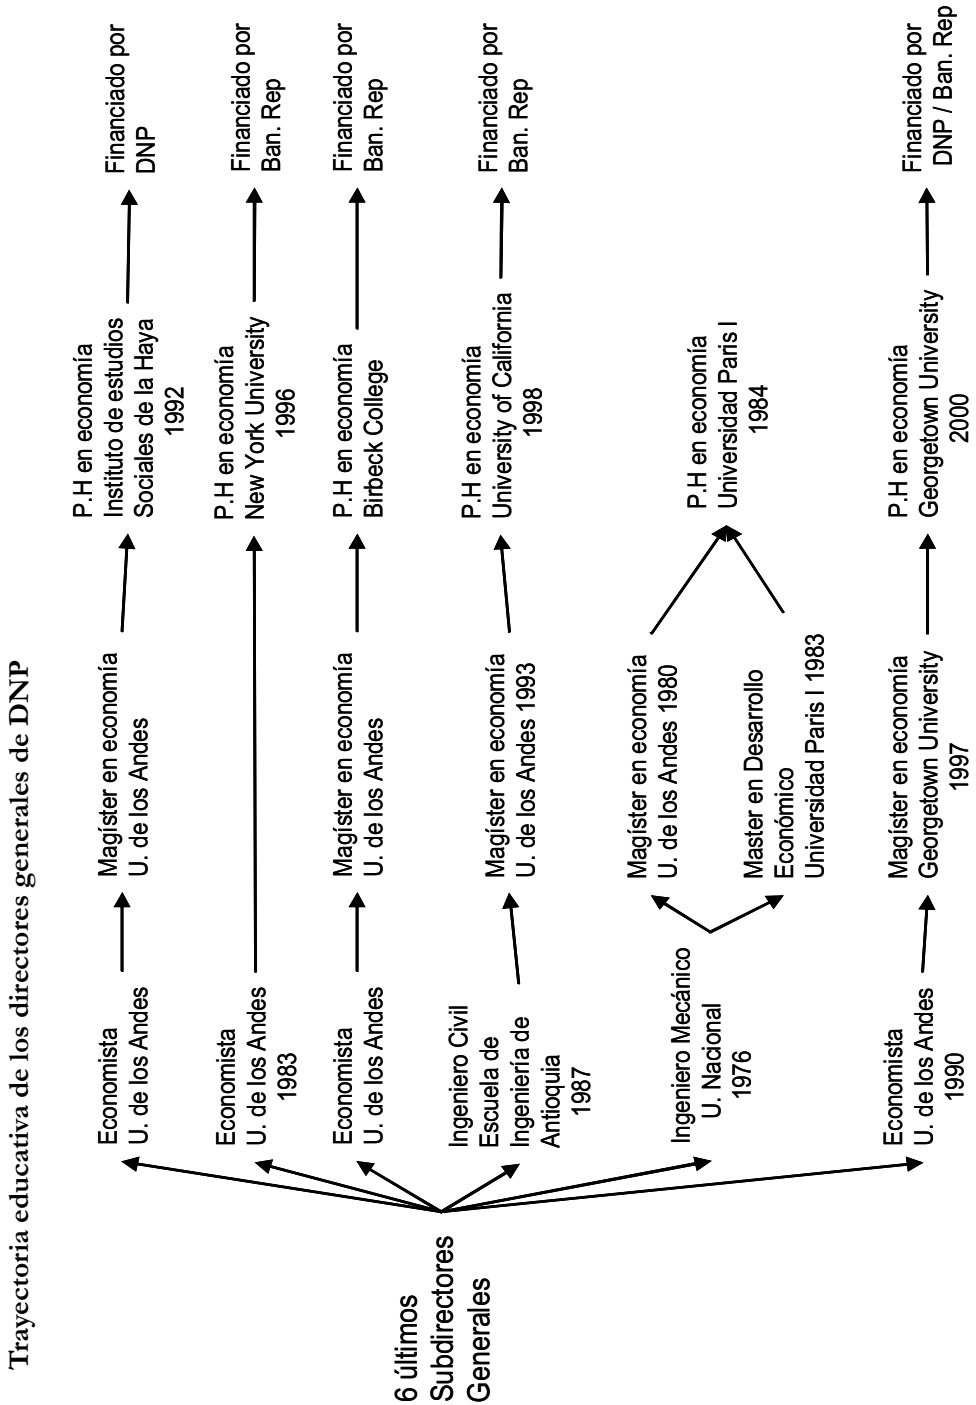 Trayectoria educativa de los directores generales de DNP
6 últimos
Subdirectores
Generales
Economista
U. de los Andes
Magíster en economía
U. de los Andes
P.H en economía
Instituto de estudios
Sociales de la Haya
1992
Financiado por
DNP
Economista
U. de los Andes
1983
P.H en economía
New York University
1996
Financiado por
Ban. Rep
Economista
U. de los Andes
Magíster en economía
U. de los Andes
P.H en economía
Birbeck College
Financiado por
Ban. Rep
Ingeniero Civil
Escuela de
Ingeniería de
Antioquia
1987
Magíster en economía
U. de los Andes 1993
P.H en economía
University of California
1998
Financiado por
Ban. Rep
Ingeniero Mecánico
U. Nacional
1976
Magíster en economía
U. de los Andes 1980
Master en Desarrollo
Económico
Universidad Paris I 1983
P.H en economía
Universidad Paris I
1984
Economista
U. de los Andes
1990
Magíster en economía
Georgetown University
1997
P.H en economía
Georgetown University
2000
Financiado por
DNP / Ban. Rep